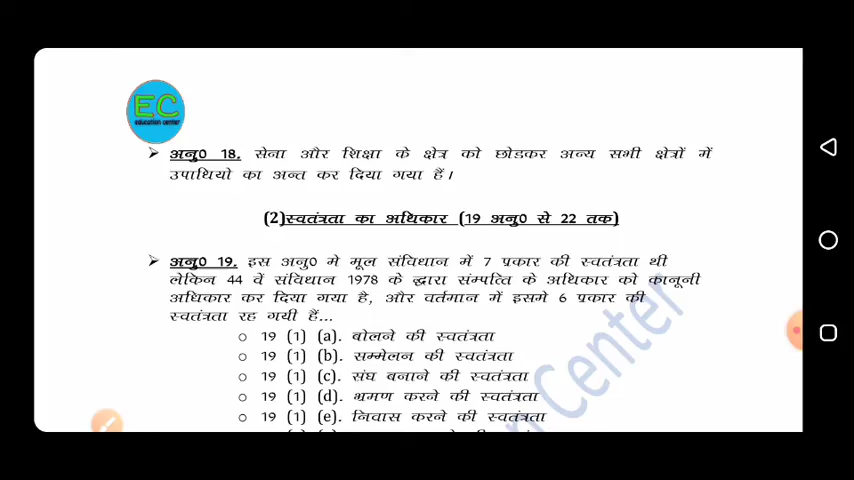 EC
education center
➢ अनु0 18. सेना और शिक्षा के क्षेत्र को छोडकर अन्य सभी क्षेत्रों में
उपाधियो का अन्त कर दिया गया हैं।
(2)स्वतंत्रता का अधिकार (19 अनु0 से 22 तक)
➢ अनु0 19. इस अनु0 मे मूल संविधान में 7 प्रकार की स्वतंत्रता थी
लेकिन 44 वें संविधान 1978 के द्वारा संम्पत्ति के अधिकार को कानूनी
अधिकार कर दिया गया है, और वर्तमान में इसमे 6 प्रकार की
स्वतंत्रता रह गयी हैं...
o 19 (1) (a). बोलने की स्वतंत्रता
o 19 (1) (b). सम्मेलन की स्वतंत्रता
o 19 (1) (c). संघ बनाने की स्वतंत्रता
o 19 (1) (d). भ्रमण करने की स्वतंत्रता
o 19 (1) (e). निवास करने की स्वतंत्रता
Center